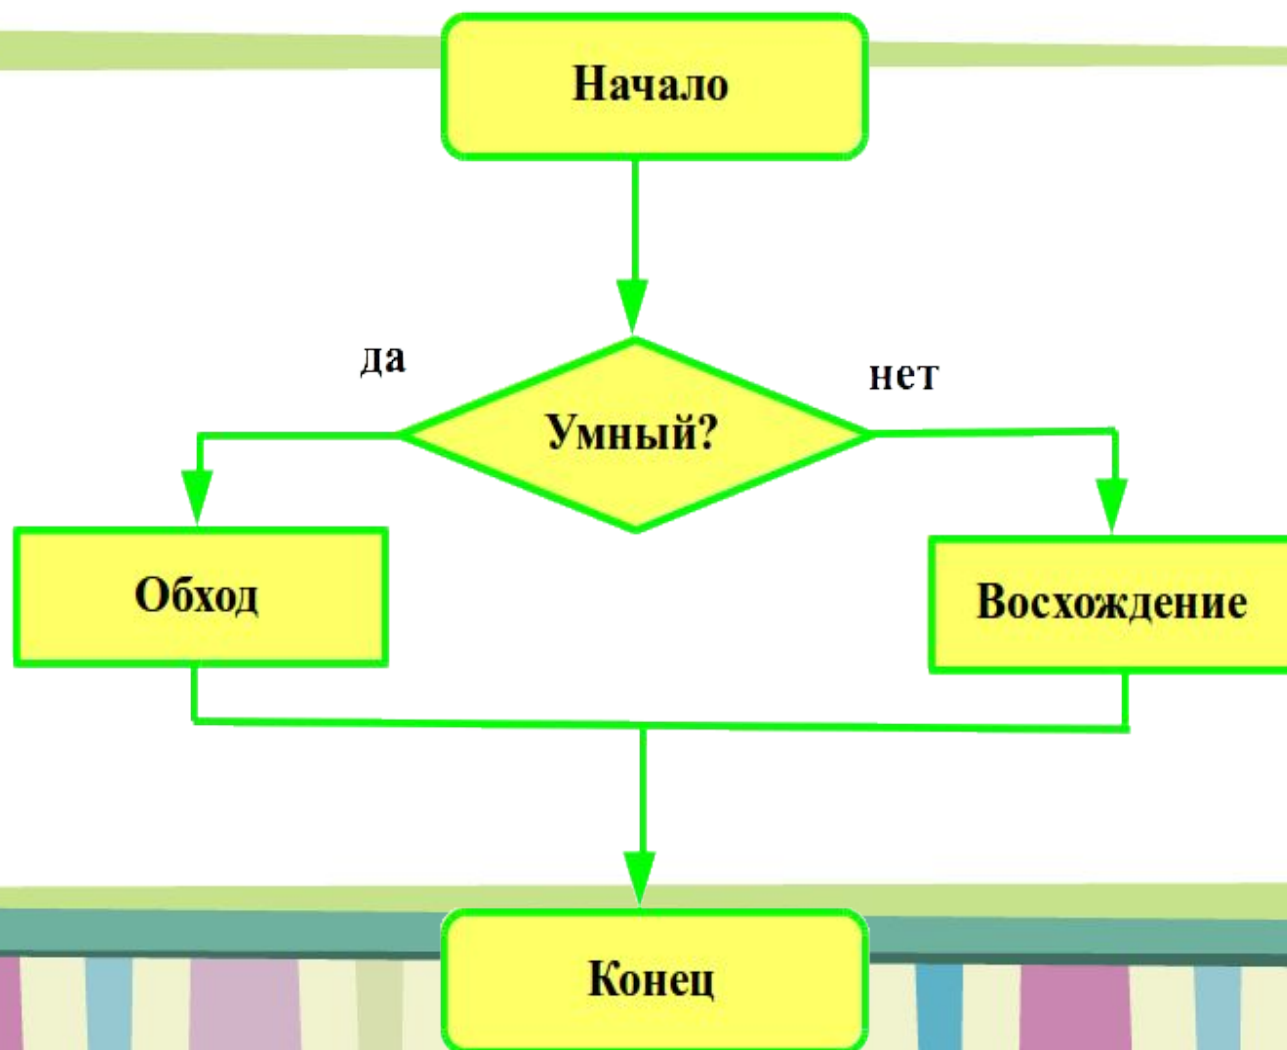 Начало
да
нет
Умный?
Обход
Восхождение
Конец